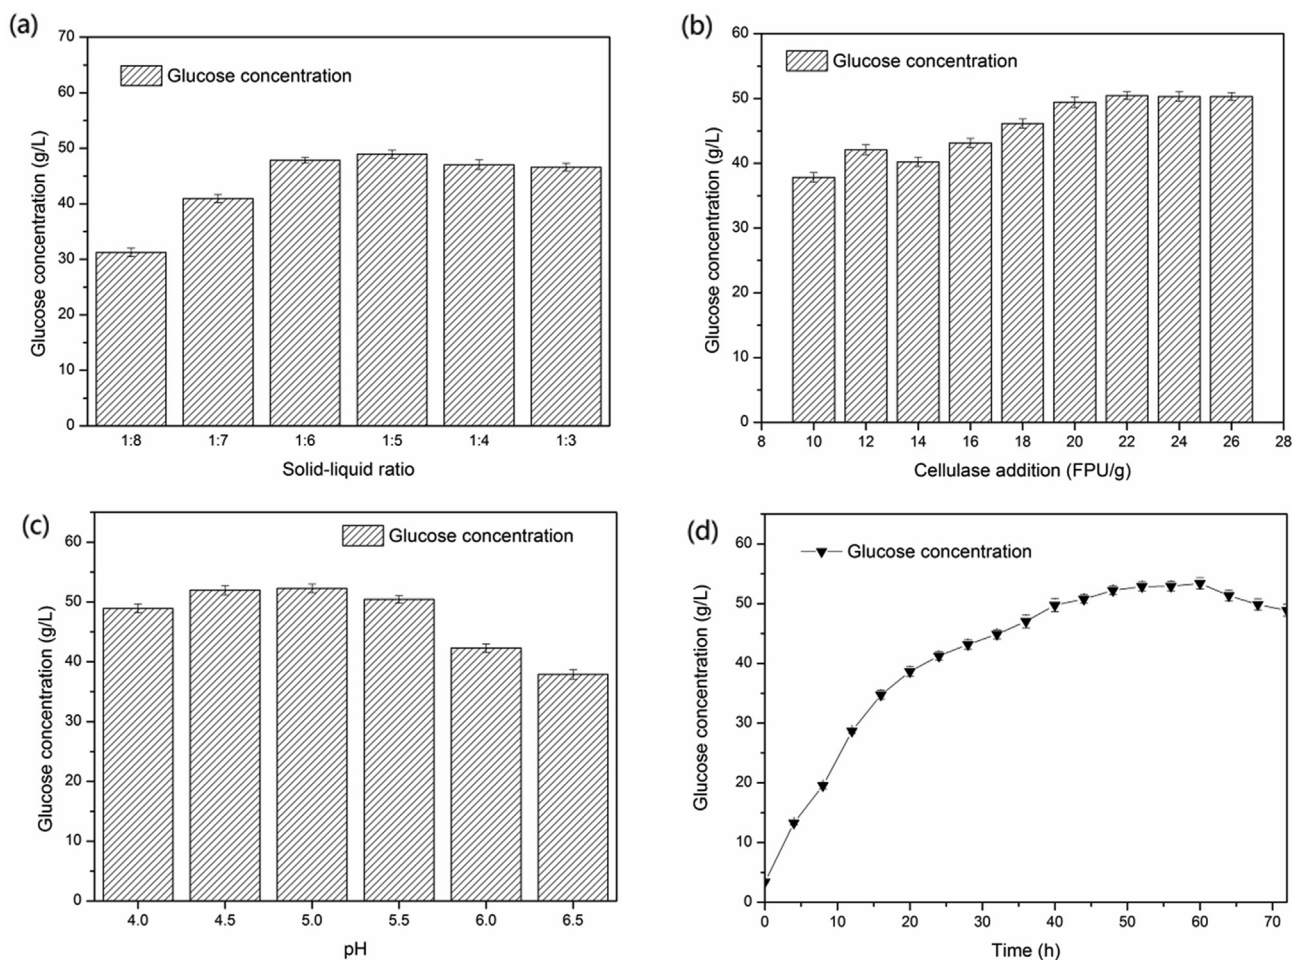 (a)
Glucose concentration
Glucose concentration (g/L)
70
60
50
40
30
20
10
0
1:8 1:7 1:6 1:5 1:4 1:3
Solid-liquid ratio
(b)
Glucose concentration
Glucose concentration (g/L)
60
50
40
30
20
10
0
8 10 12 14 16 18 20 22 24 26 28
Cellulase addition (FPU/g)
(c)
Glucose concentration
Glucose concentration (g/L)
60
50
40
30
20
10
0
4.0 4.5 5.0 5.5 6.0 6.5
pH
(d)
Glucose concentration
Glucose concentration (g/L)
60
50
40
30
20
10
0
0 10 20 30 40 50 60 70
Time (h)